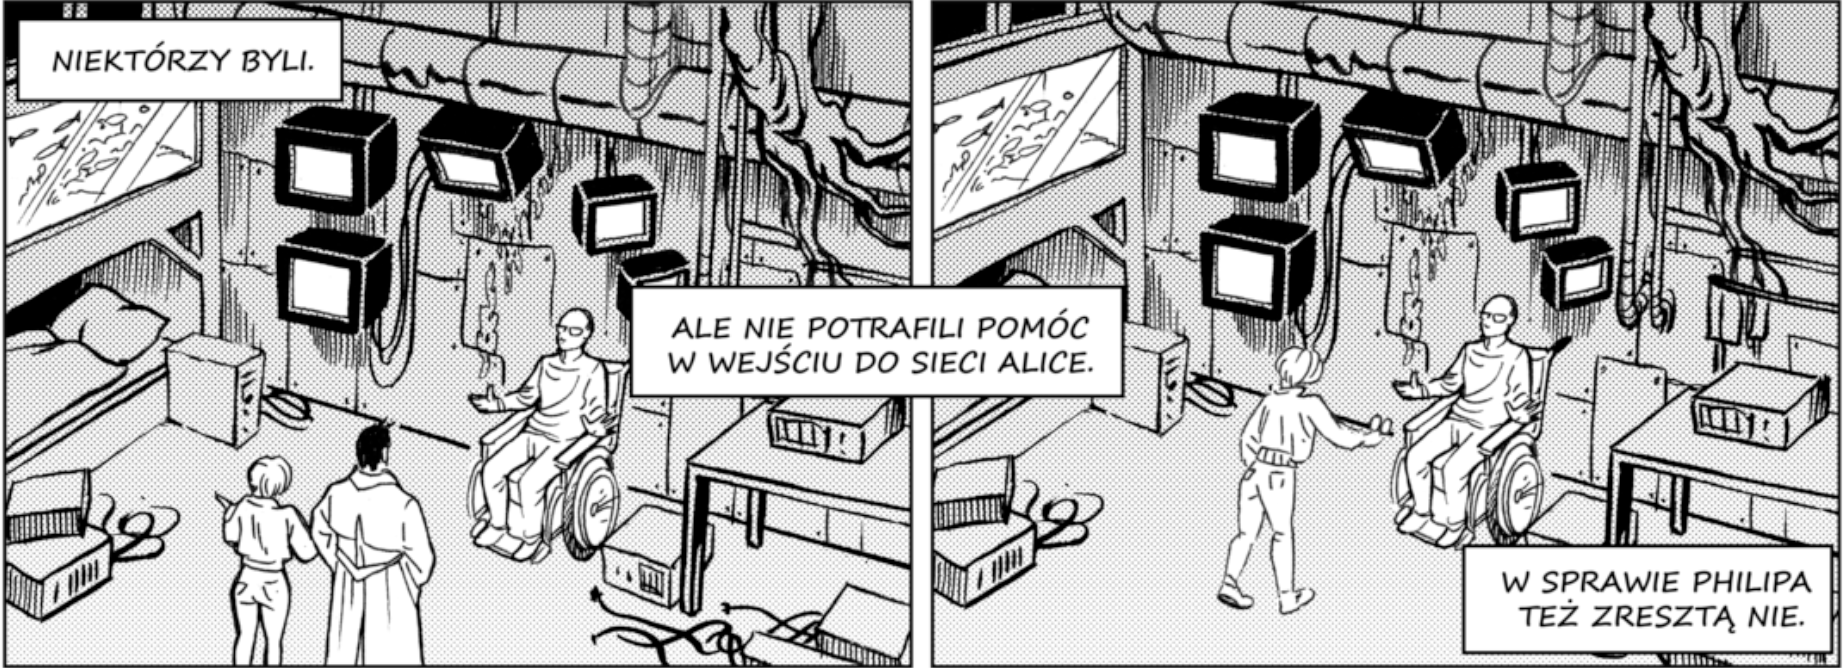 NIEKTÓRZY BYLI.
ALE NIE POTRAFILI POMÓC
W WEJŚCIU DO SIECI ALICE.
W SPRAWIE PHILIPA
TEŻ ZRESZTĄ NIE.